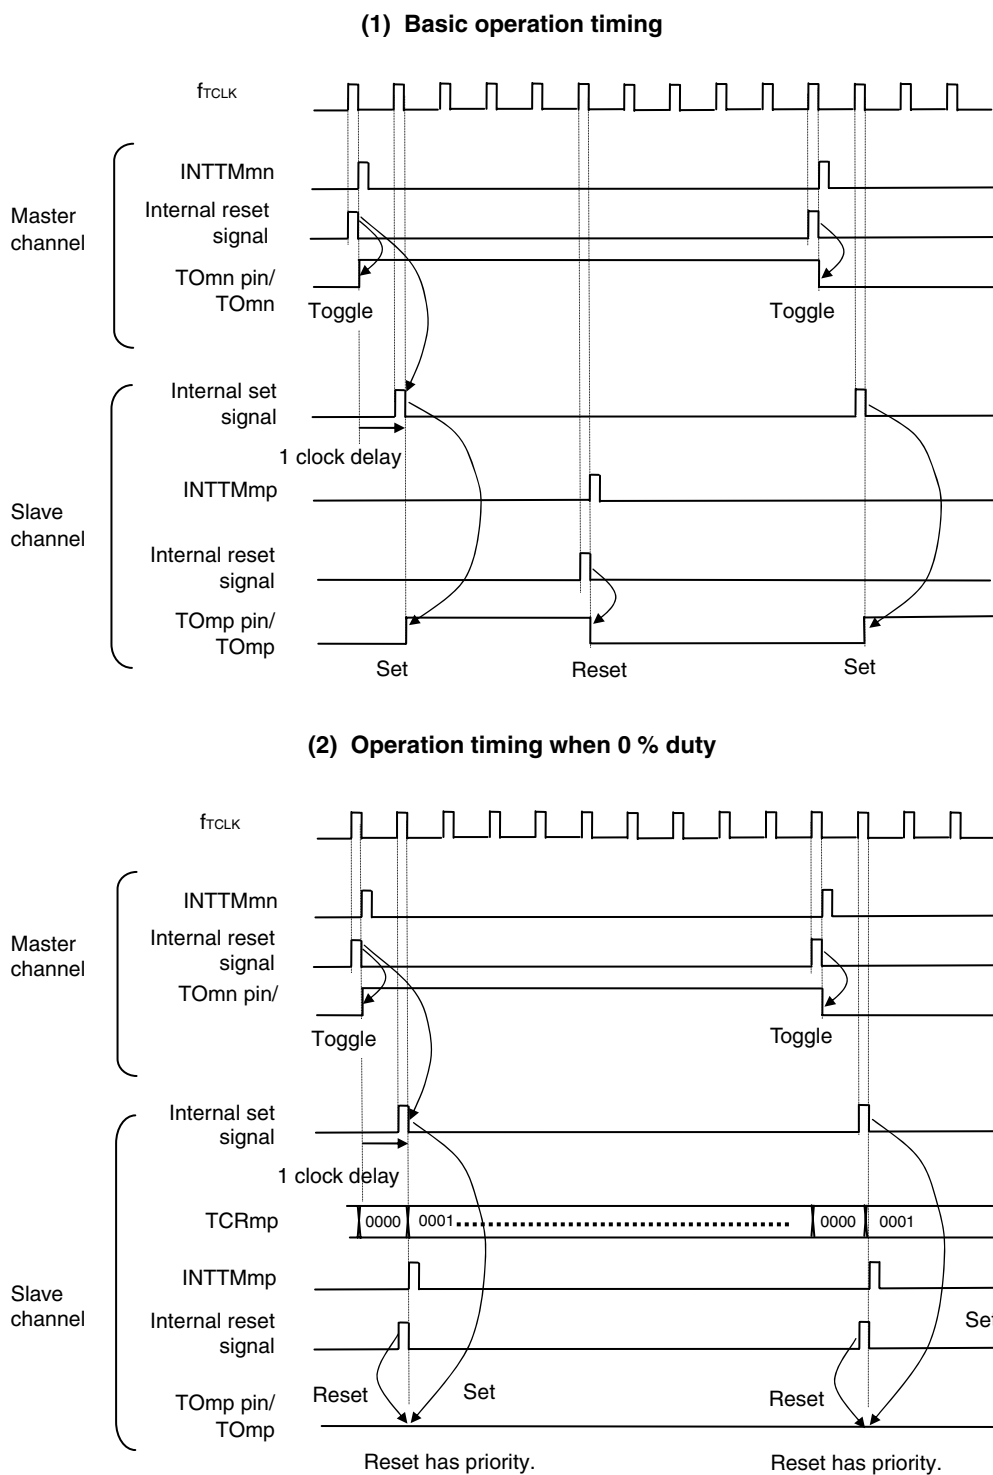 (1) Basic operation timing
fTCLK
INTTMmn
Internal reset
signal
Master
channel
TOmn pin/
TOmn
Toggle
Toggle
Internal set
signal
1 clock delay
INTTMmp
Slave
channel
Internal reset
signal
TOmp pin/
TOmp
Set
Reset
Set
(2) Operation timing when 0 % duty
fTCLK
INTTMmn
Internal reset
signal
Master
channel
TOmn pin/
Toggle
Toggle
Internal set
signal
1 clock delay
TCRmp
0000
0001
0000
0001
INTTMmp
Slave
channel
Internal reset
signal
Set
Reset
Set
Reset
TOmp pin/
TOmp
Reset has priority.
Reset has priority.